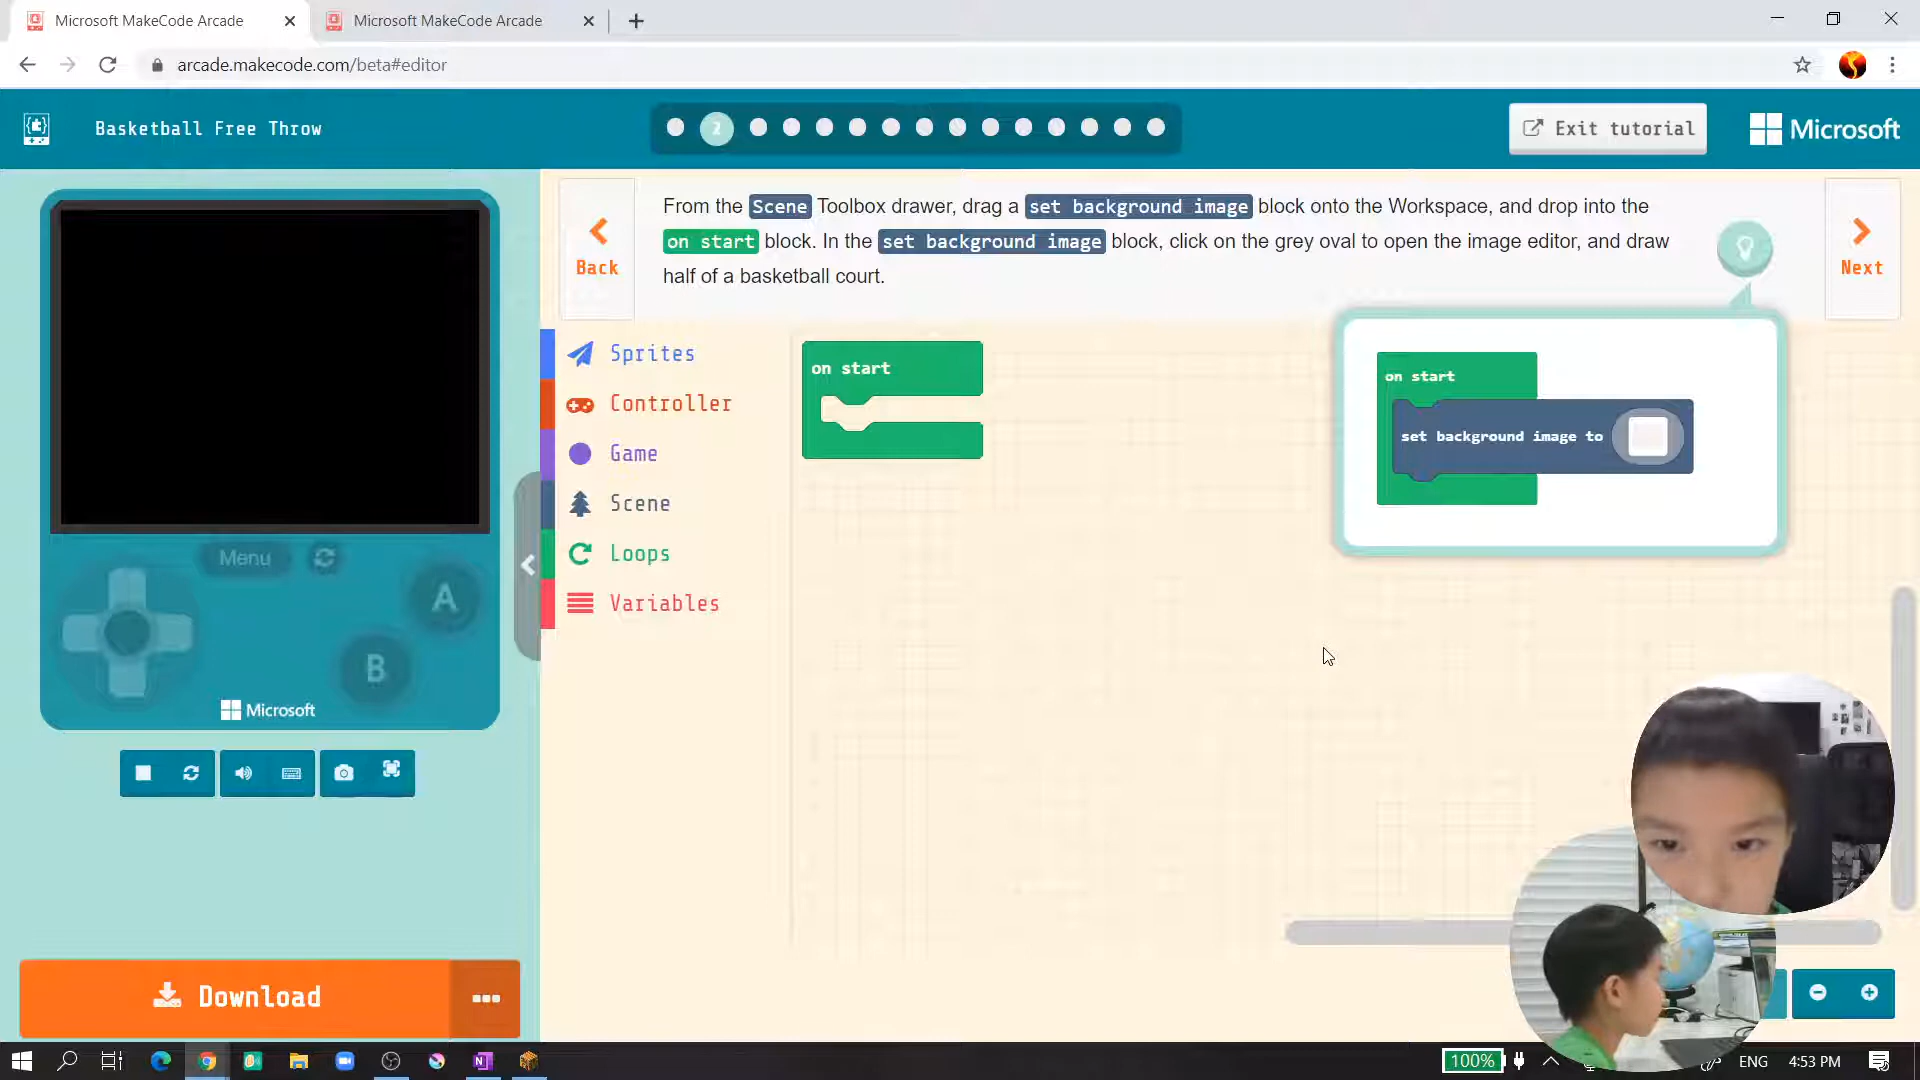 Microsoft MakeCode Arcade
Microsoft MakeCode Arcade
arcade.makecode.com/beta#editor
Basketball Free Throw
2
Exit tutorial
Microsoft
From the Scene Toolbox drawer, drag a set background image block onto the Workspace, and drop into the
on start block. In the set background image block, click on the grey oval to open the image editor, and draw
half of a basketball court.
Back
Next
Sprites
Controller
Game
Scene
Loops
Variables
on start
on start
set background image to
Menu
A
B
Microsoft
Download
100%
ENG
4:53 PM